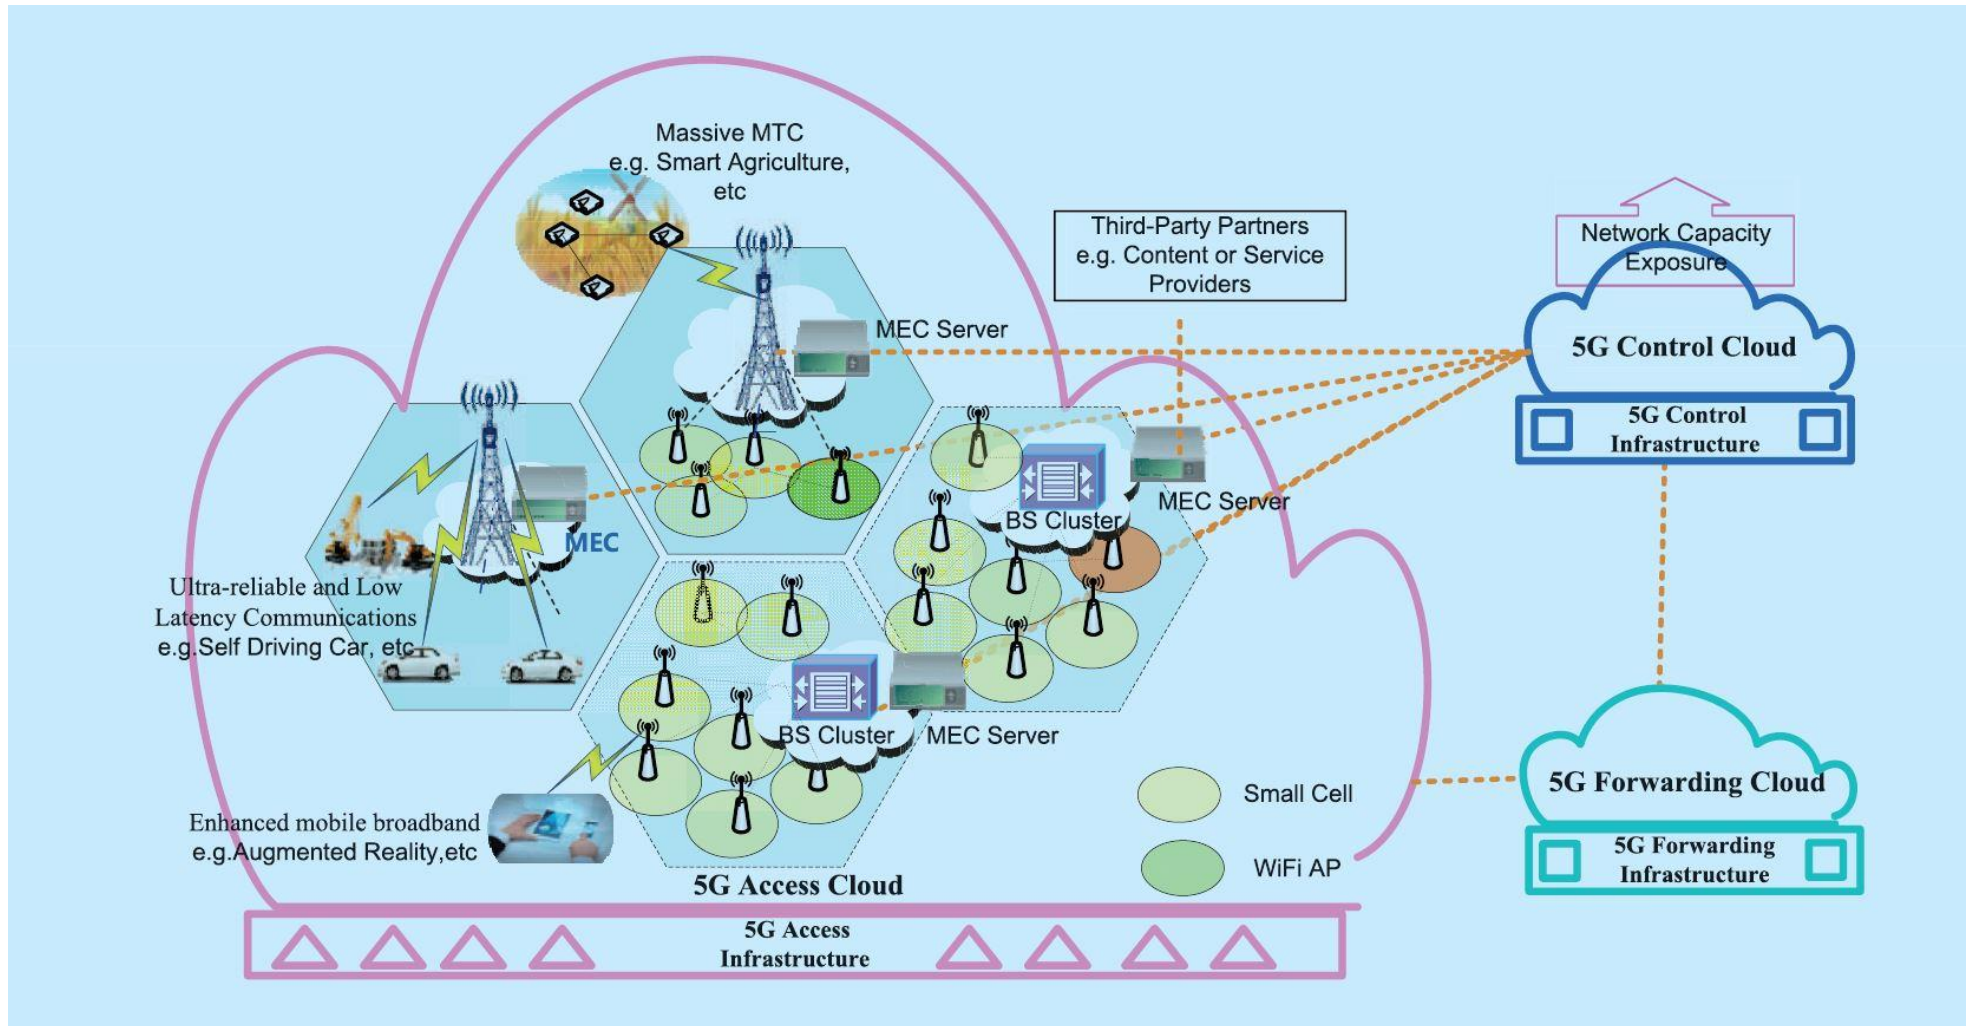 Massive MTC
e.g. Smart Agriculture,
etc
Third-Party Partners
e.g. Content or Service
Providers
Network Capacity
Exposure
MEC Server
5G Control Cloud
5G Control
Infrastructure
MEC Server
BS Cluster
MEC
Ultra-reliable and Low
Latency Communications
e.g.Self Driving Car, etc
BS Cluster
MEC Server
Enhanced mobile broadband
e.g.Augmented Reality,etc
Small Cell
WiFi AP
5G Forwarding Cloud
5G Forwarding
Infrastructure
5G Access Cloud
5G Access
Infrastructure